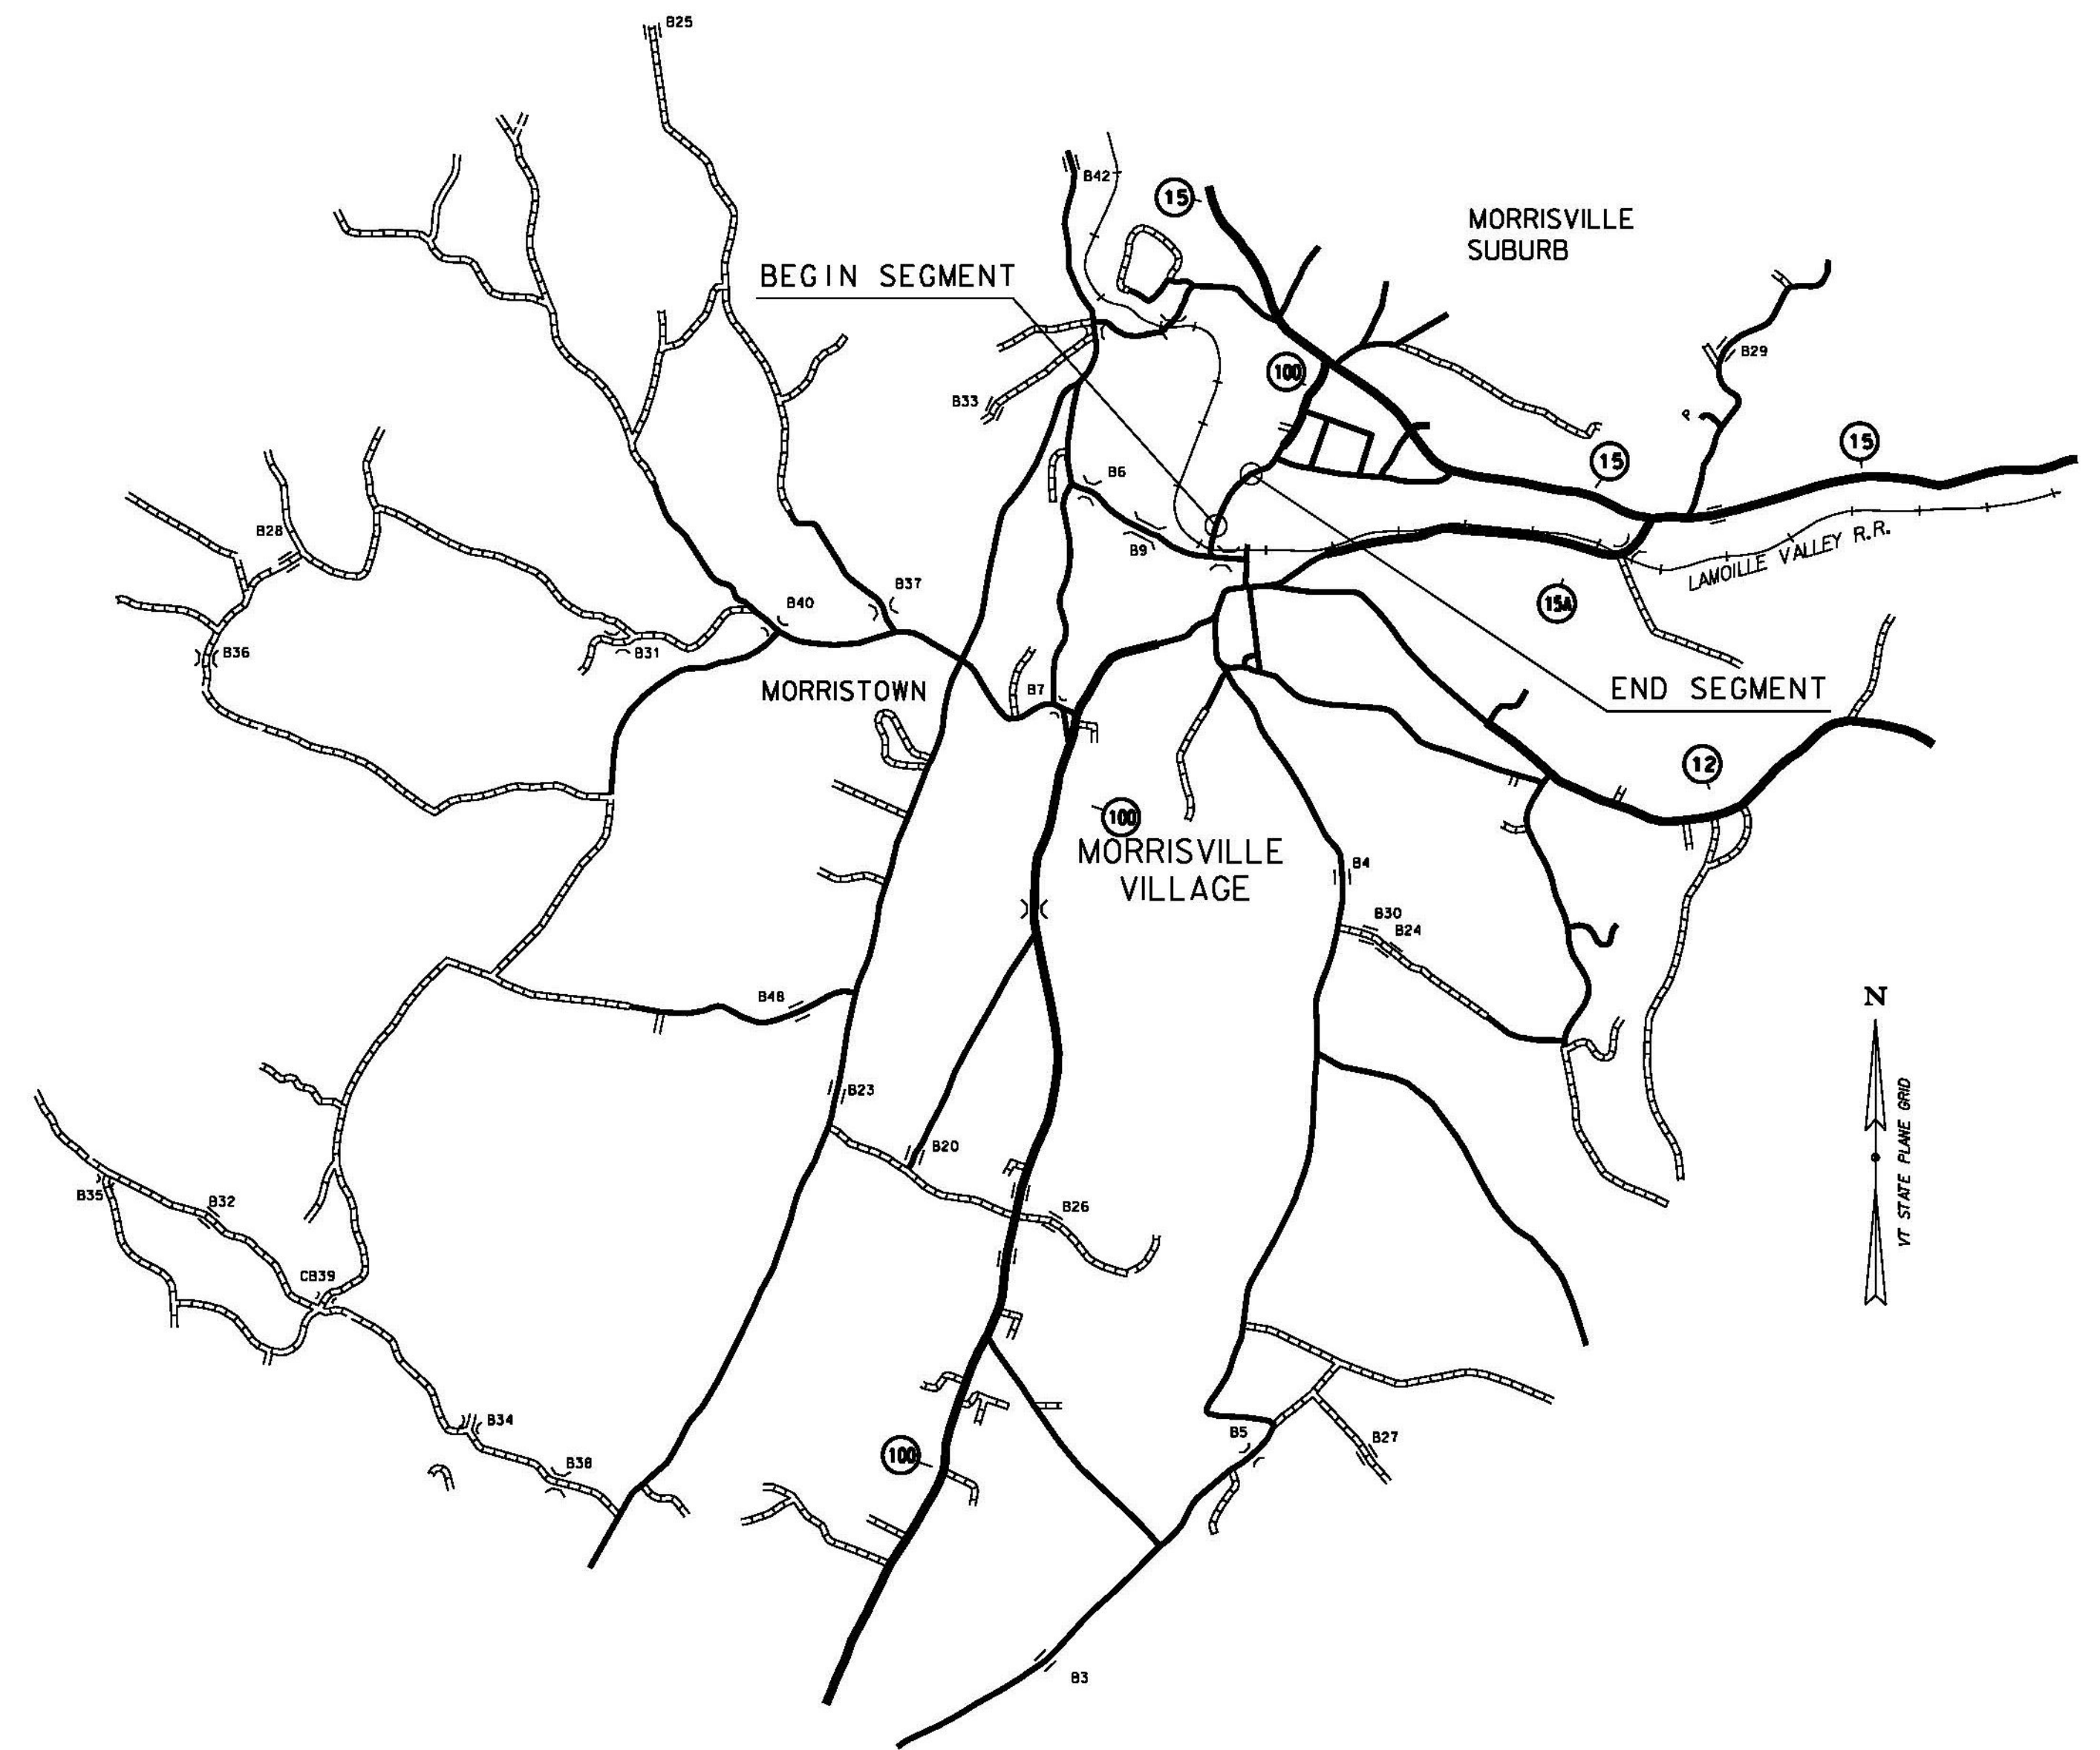 B25
B42
15
MORRISVILLE
SUBURB
BEGIN SEGMENT
100
B29
B33
P
15
15
B6
B28
B9
LAMOILLE VALLEY R.R.
B37
B40
15A
B36
B31
MORRISTOWN
B7
END SEGMENT
12
100
MORRISVILLE
VILLAGE
B4
B30
B24
B48
N
B23
VT STATE PLANE GRID
B20
B35
B32
B26
CB39
B34
B5
B27
100
B38
B3